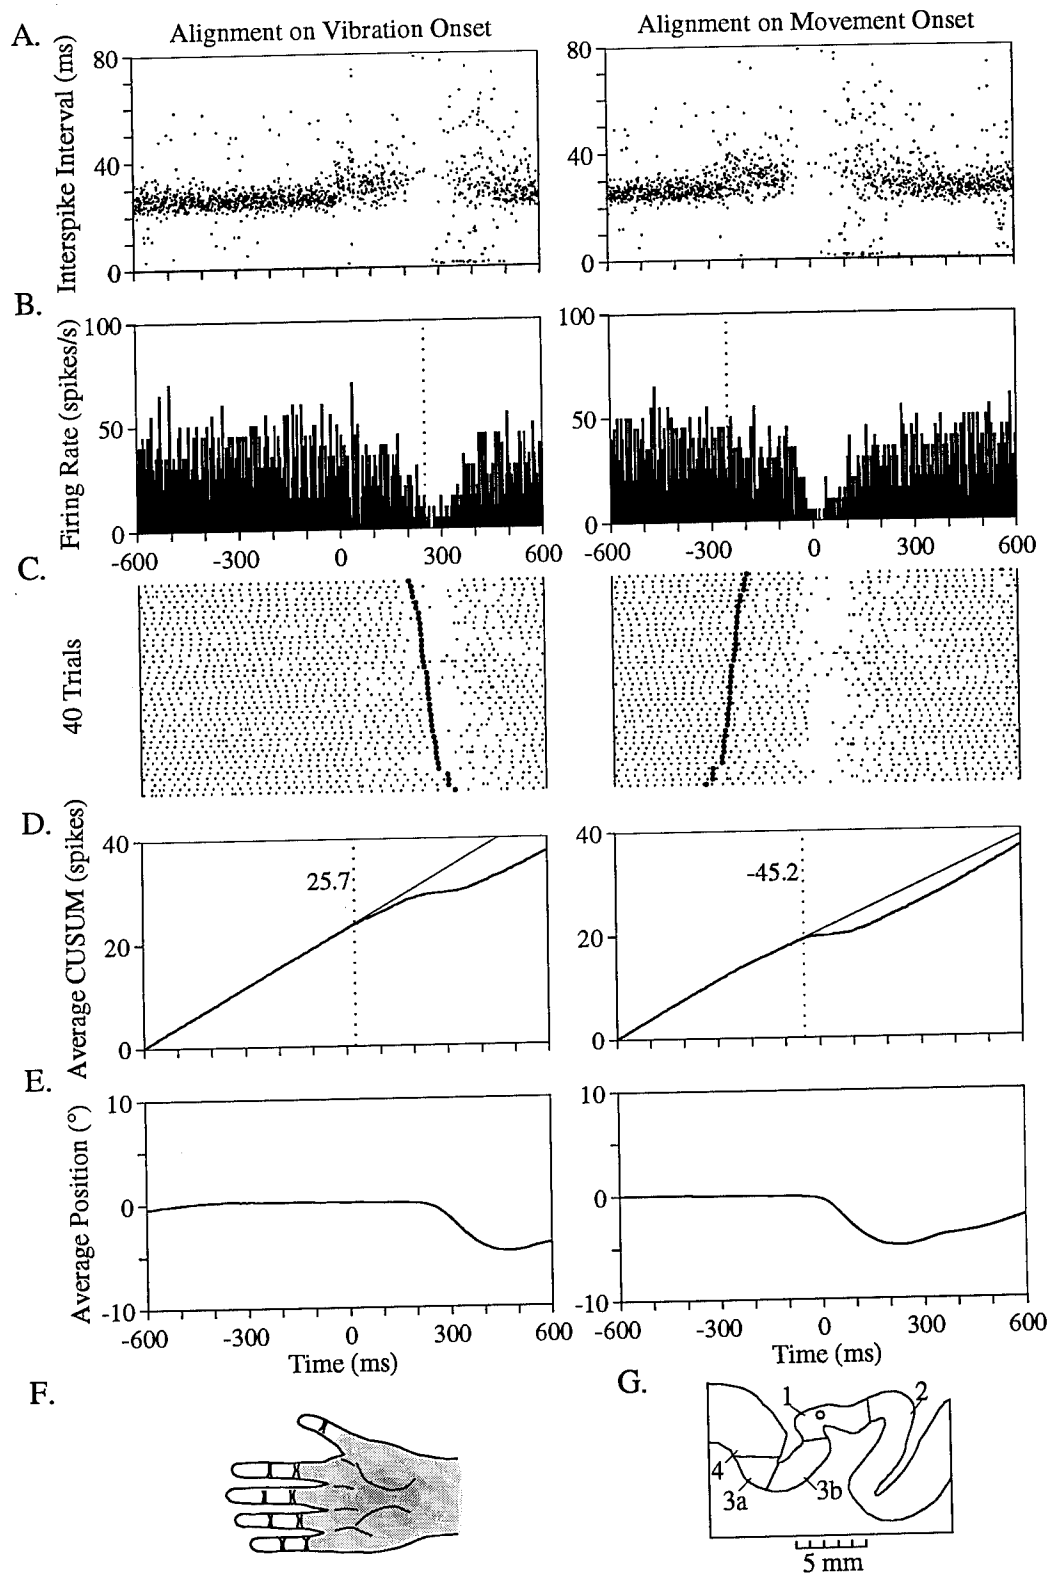 A.
Alignment on Vibration Onset
Alignment on Movement Onset
Interspike Interval (ms)
80
40
0
80
40
0
B.
Firing Rate (spikes/s)
100
50
0
100
50
0
-600 -300 0 300 600
-600 -300 0 300 600
C.
40 Trials
D.
Average CUSUM (spikes)
40
20
0
25.7
40
20
0
-45.2
E.
Average Position (°)
10
0
-10
10
0
-10
-600 -300 0 300 600
-600 -300 0 300 600
Time (ms)
Time (ms)
F.
G.
1
2
4
3a
3b
5 mm